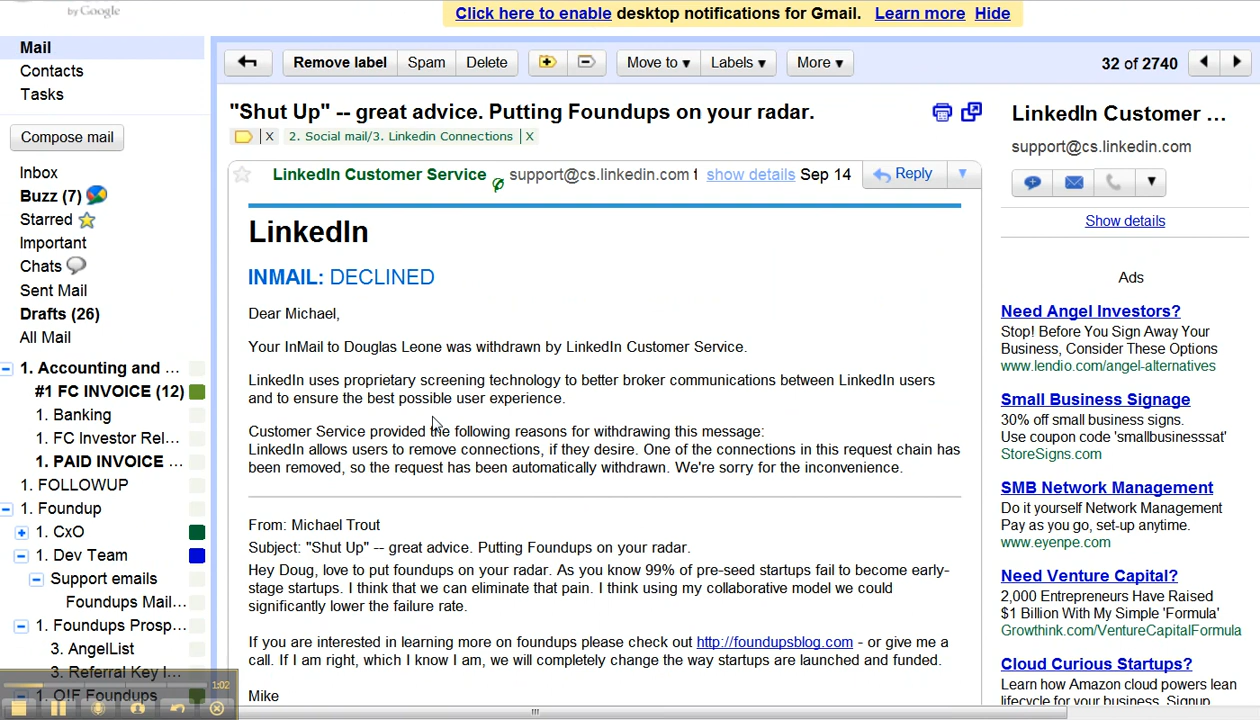 by Google
Click here to enable desktop notifications for Gmail. Learn more Hide
Mail
Contacts
Tasks
Compose mail
Inbox
Buzz (7)
Starred
Important
Chats
Sent Mail
Drafts (26)
All Mail
1. Accounting and ...
#1 FC INVOICE (12)
1. Banking
1. FC Investor Rel...
1. PAID INVOICE ...
1. FOLLOWUP
1. Foundup
1. CxO
1. Dev Team
Support emails
Foundups Mail...
1. Foundups Prosp...
3. AngelList
3. Referral Key I...
1. O!F Foundups
1:02
Remove label Spam Delete Move to Labels More 32 of 2740
"Shut Up" -- great advice. Putting Foundups on your radar.
X 2. Social mail/3. Linkedin Connections X
LinkedIn Customer Service support@cs.linkedin.com t show details Sep 14 Reply
LinkedIn
INMAIL: DECLINED
Dear Michael,
Your InMail to Douglas Leone was withdrawn by LinkedIn Customer Service.
LinkedIn uses proprietary screening technology to better broker communications between LinkedIn users
and to ensure the best possible user experience.
Customer Service provided the following reasons for withdrawing this message:
LinkedIn allows users to remove connections, if they desire. One of the connections in this request chain has
been removed, so the request has been automatically withdrawn. We're sorry for the inconvenience.
From: Michael Trout
Subject: "Shut Up" -- great advice. Putting Foundups on your radar.
Hey Doug, love to put foundups on your radar. As you know 99% of pre-seed startups fail to become early-
stage startups. I think that we can eliminate that pain. I think using my collaborative model we could
significantly lower the failure rate.
If you are interested in learning more on foundups please check out http://foundupsblog.com - or give me a
call. If I am right, which I know I am, we will completely change the way startups are launched and funded.
Mike
LinkedIn Customer ...
support@cs.linkedin.com
Show details
Ads
Need Angel Investors?
Stop! Before You Sign Away Your
Business, Consider These Options
www.lendio.com/angel-alternatives
Small Business Signage
30% off small business signs.
Use coupon code 'smallbusinesssat'
StoreSigns.com
SMB Network Management
Do it yourself Network Management
Pay as you go, set-up anytime.
www.eyenpe.com
Need Venture Capital?
2,000 Entrepreneurs Have Raised
$1 Billion With My Simple 'Formula'
Growthink.com/VentureCapitalFormula
Cloud Curious Startups?
Learn how Amazon cloud powers lean
lifecycle for your business. Signup